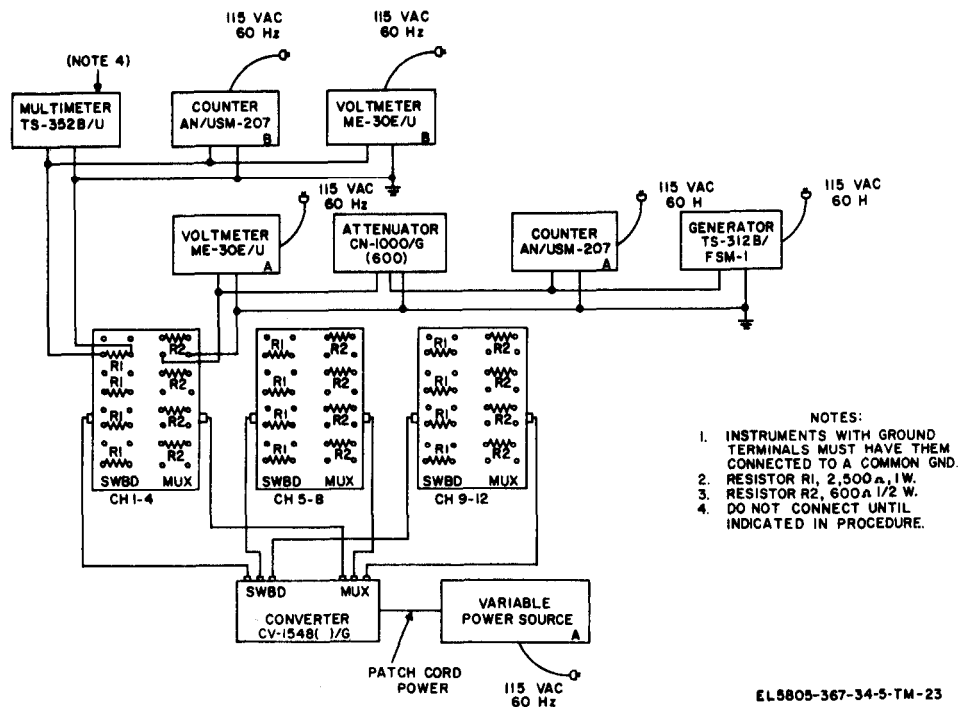 115 VAC
60 Hz
115 VAC
60 Hz
(NOTE 4)
MULTIMETER
TS-352B/U
COUNTER
AN/USM-207
B
VOLTMETER
ME-30E/U
B
115 VAC
60 Hz
VOLTMETER
ME-30E/U
A
ATTENUATOR
CN-1000/G
(600)
115 VAC
60 H
COUNTER
AN/USM-207
A
115 VAC
60 H
GENERATOR
TS-312B/
FSM-1
R1
R1
R1
R1
R2
R2
R2
R2
SWBD MUX
CH 1-4
R1
R1
R1
R1
R2
R2
R2
R2
SWBD MUX
CH 5-8
R1
R1
R1
R1
R2
R2
R2
R2
SWBD MUX
CH 9-12
NOTES:
1. INSTRUMENTS WITH GROUND
TERMINALS MUST HAVE THEM
CONNECTED TO A COMMON GND.
2. RESISTOR R1, 2,500Ω, 1W.
3. RESISTOR R2, 600Ω 1/2 W.
4. DO NOT CONNECT UNTIL
INDICATED IN PROCEDURE.
SWBD MUX
CONVERTER
CV-1548( )/G
VARIABLE
POWER SOURCE
A
PATCH CORD
POWER
115 VAC
60 Hz
EL5805-367-34-5-TM-23